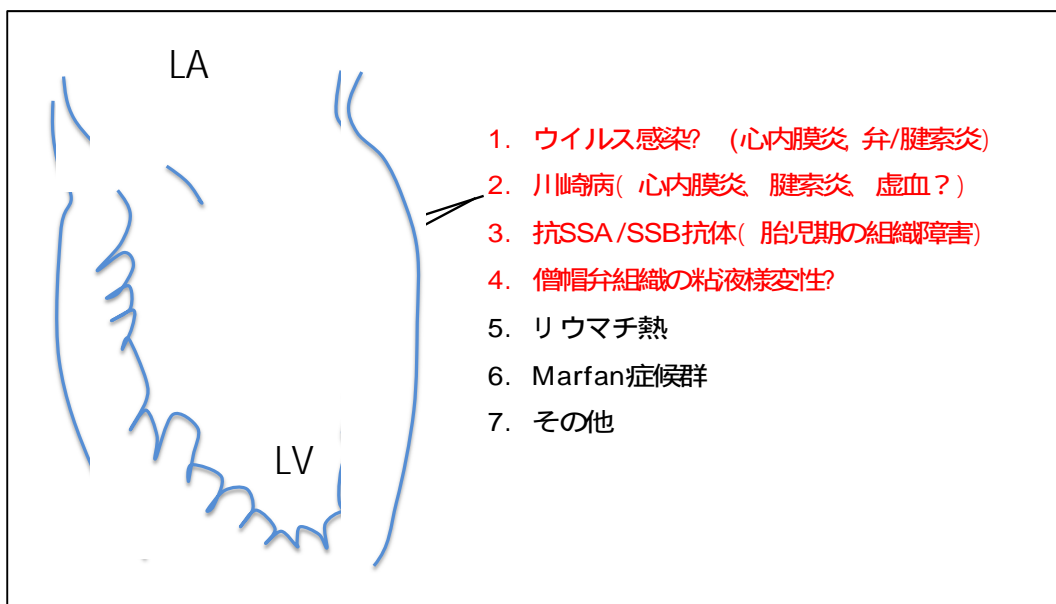 LA
1. ウイルス感染? (心内膜炎, 弁/腱索炎)
2. 川崎病( 心内膜炎、腱索炎、虚血？)
3. 抗SSA/SSB抗体( 胎児期の組織障害)
4. 僧帽弁組織の粘液様変性?
5. リウマチ熱
6. Marfan症候群
7. その他
LV